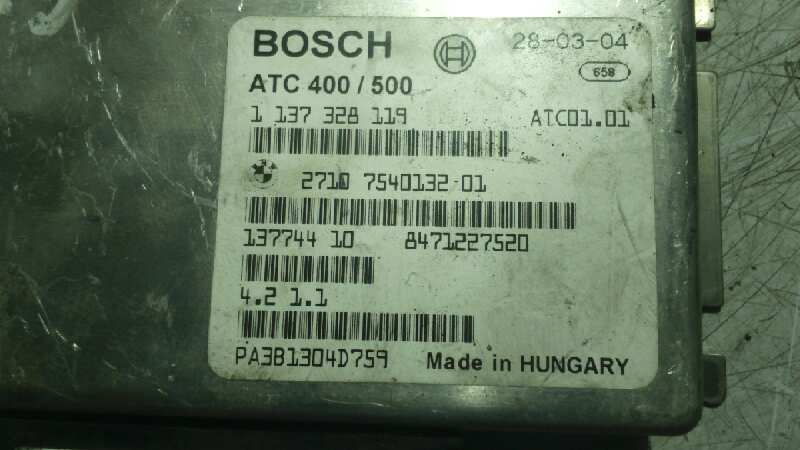 BOSCH 28-03-04
658
ATC 400 / 500
1 137 328 119 ATC01.01
2710 7540132-01
137744 10 8471227520
4.2 1.1
PA3B1304D759 Made in HUNGARY